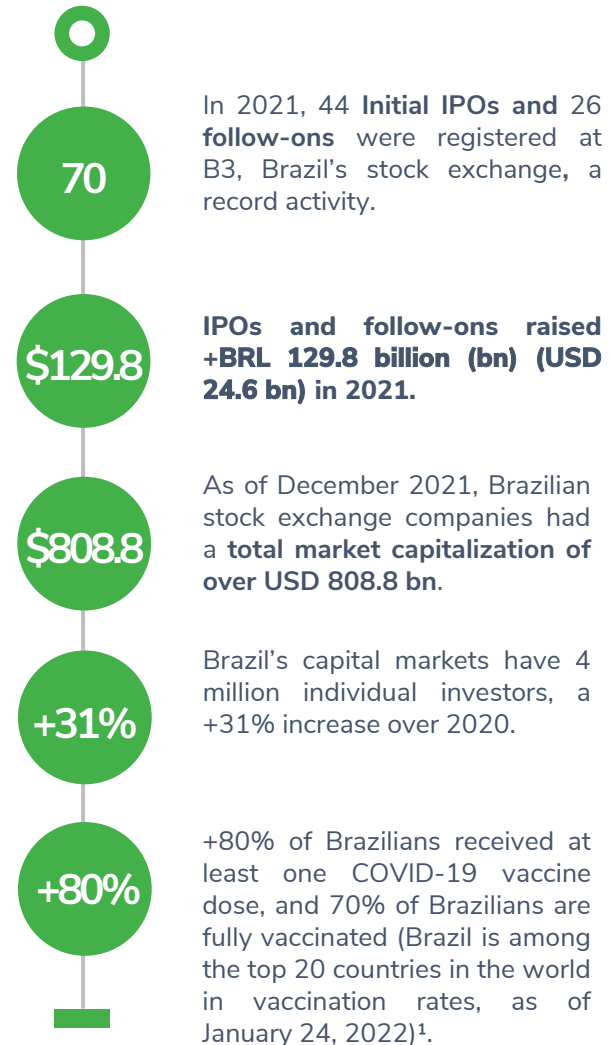 70
In 2021, 44 Initial IPOs and 26
follow-ons were registered at
B3, Brazil’s stock exchange, a
record activity.
$129.8
IPOs and follow-ons raised
+BRL 129.8 billion (bn) (USD
24.6 bn) in 2021.
$808.8
As of December 2021, Brazilian
stock exchange companies had
a total market capitalization of
over USD 808.8 bn.
+31%
Brazil’s capital markets have 4
million individual investors, a
+31% increase over 2020.
+80%
+80% of Brazilians received at
least one COVID-19 vaccine
dose, and 70% of Brazilians are
fully vaccinated (Brazil is among
the top 20 countries in the world
in vaccination rates, as of
January 24, 2022)¹.